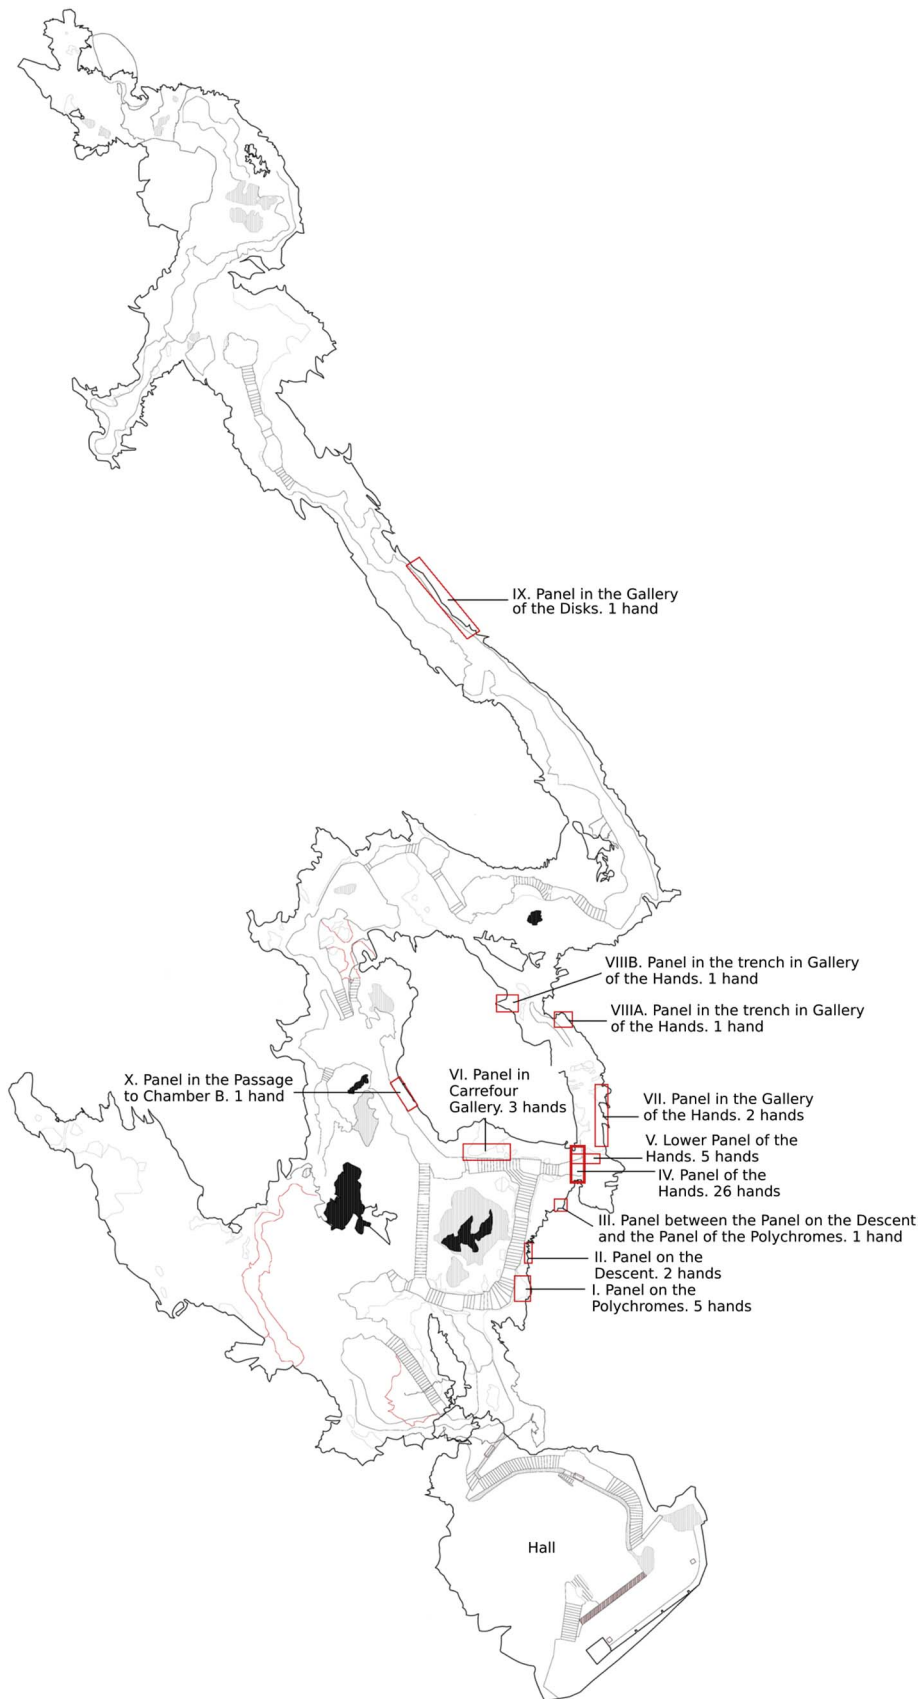 IX. Panel in the Gallery
of the Disks. 1 hand
VIIIB. Panel in the trench in Gallery
of the Hands. 1 hand
VIIIA. Panel in the trench in Gallery
of the Hands. 1 hand
X. Panel in the Passage
to Chamber B. 1 hand
VI. Panel in
Carrefour
Gallery. 3 hands
VII. Panel in the Gallery
of the Hands. 2 hands
V. Lower Panel of the
Hands. 5 hands
IV. Panel of the
Hands. 26 hands
III. Panel between the Panel on the Descent
and the Panel of the Polychromes. 1 hand
II. Panel on the
Descent. 2 hands
I. Panel on the
Polychromes. 5 hands
Hall